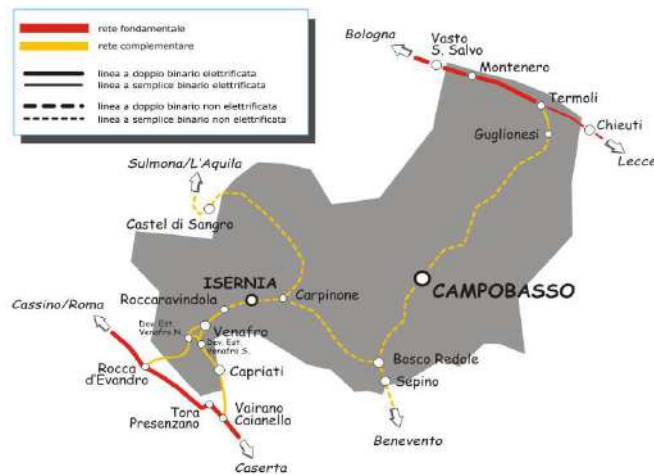 rete fondamentale
rete complementare
linea a doppio binario elettrificata
linea a semplice binario elettrificata
linea a doppio binario non elettrificata
linea a semplice binario non elettrificata
Bologna
Vasto
S. Salvo
Montenero
Termoli
Guglionesi
Chieuti
Lecce
Sulmona/L'Aquila
Castel di Sangro
ISERNIA
CAMPOBASSO
Roccaravindola
Carpinone
Cassino/Roma
Dev. Est.
Venafro N.
Venafro
Dev. Est.
Venafro S.
Bosco Redole
Rocca
d'Evandro
Capriati
Sepino
Tora
Presenzano
Vairano
Caianello
Benevento
Caserta